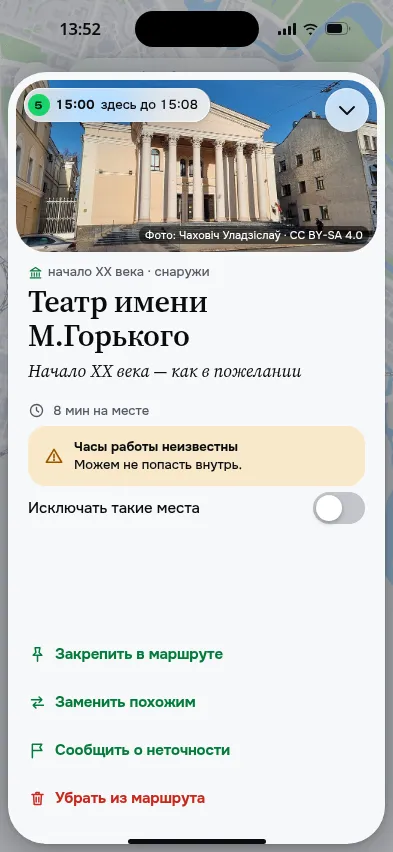 13:52
5 15:00 здесь до 15:08
Фото: Чаховіч Уладзіслаў · CC BY-SA 4.0
начало XX века · снаружи
Театр имени
М.Горького
Начало XX века — как в пожелании
8 мин на месте
Часы работы неизвестны
Можем не попасть внутрь.
Исключать такие места
Закрепить в маршруте
Заменить похожим
Сообщить о неточности
Убрать из маршрута